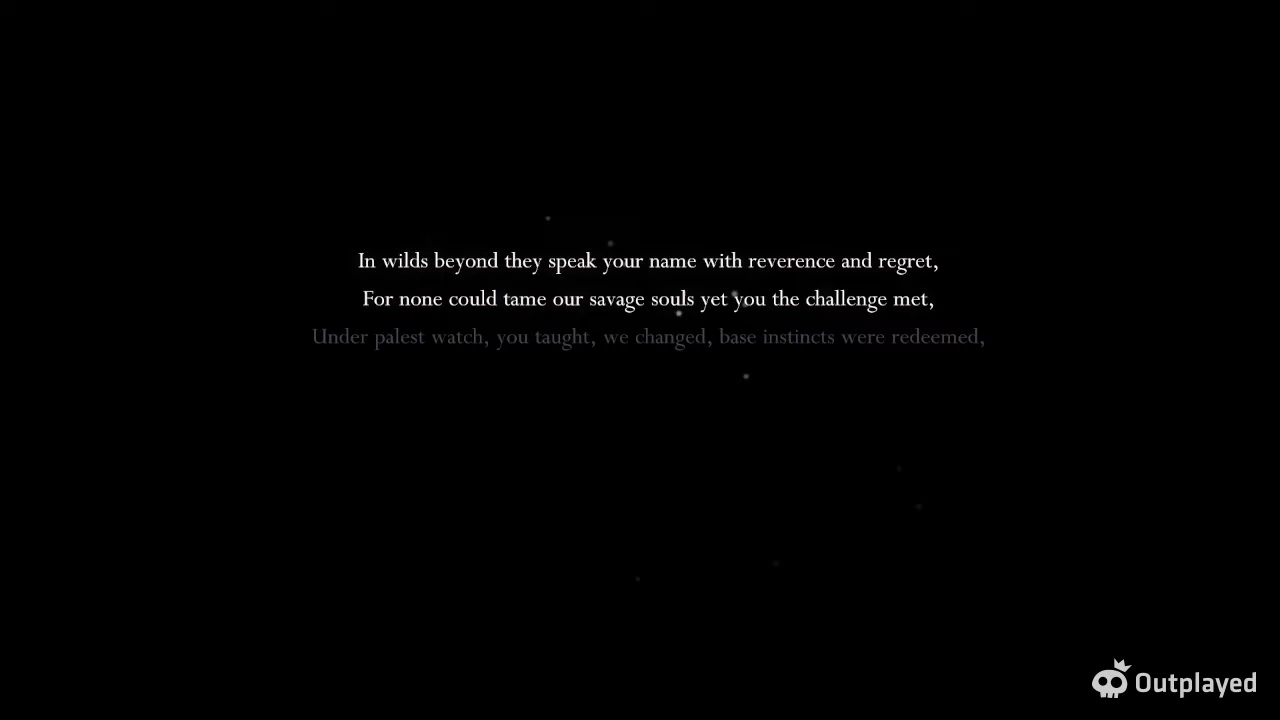 In wilds beyond they speak your name with reverence and regret,
For none could tame our savage souls yet you the challenge met,
Under palest watch, you taught, we changed, base instincts were redeemed,
Outplayed